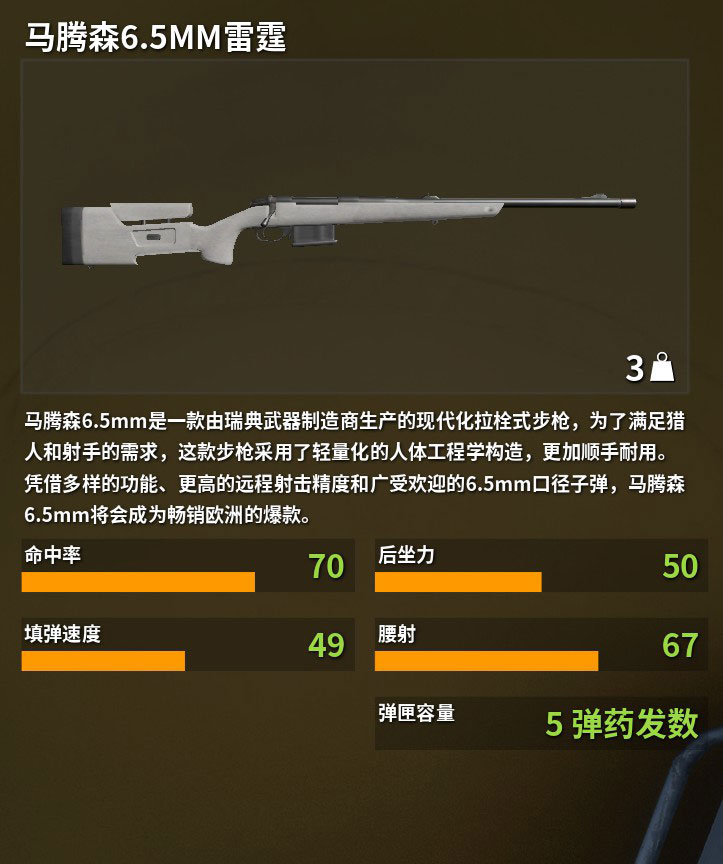 马腾森6.5MM雷霆
3
马腾森6.5mm是一款由瑞典武器制造商生产的现代化拉栓式步枪，为了满足猎
人和射手的需求，这款步枪采用了轻量化的人体工程学构造，更加顺手耐用。
凭借多样的功能、更高的远程射击精度和广受欢迎的6.5mm口径子弹，马腾森
6.5mm将会成为畅销欧洲的爆款。
命中率 70
后坐力 50
填弹速度 49
腰射 67
弹匣容量 5 弹药发数